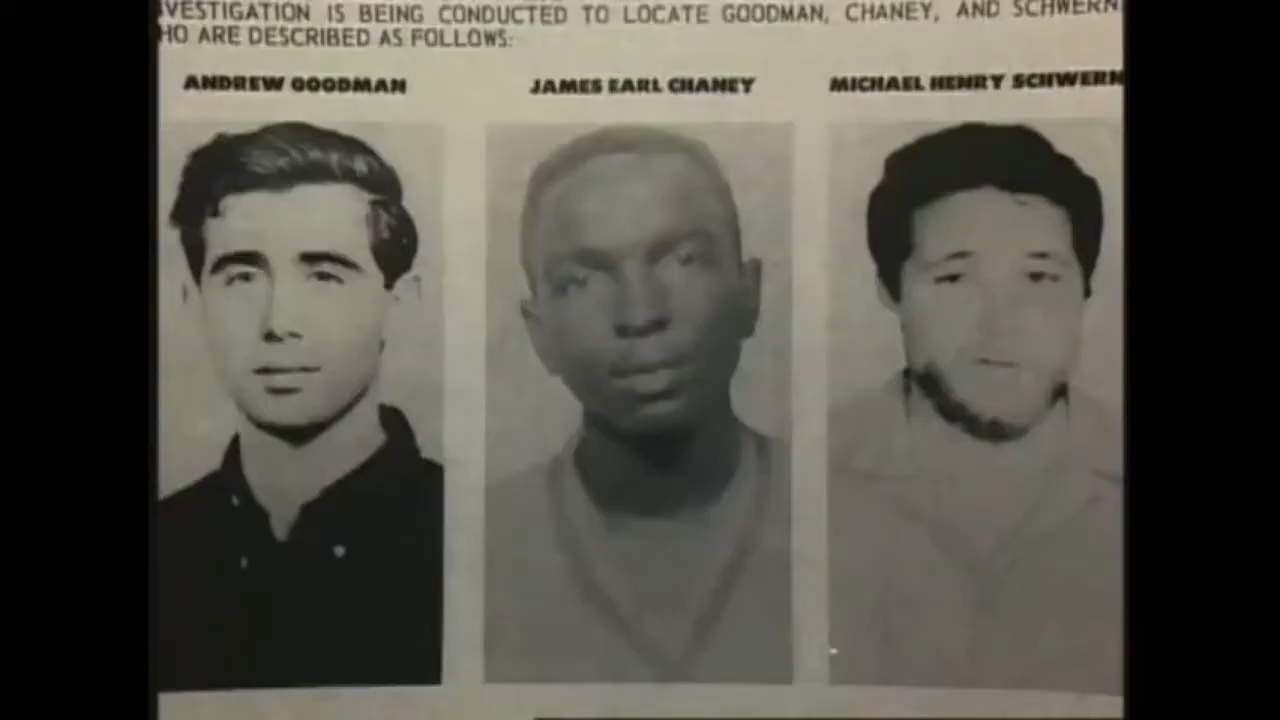 VESTIGATION IS BEING CONDUCTED TO LOCATE GOODMAN, CHANEY, AND SCHWERN
HO ARE DESCRIBED AS FOLLOWS:
ANDREW GOODMAN JAMES EARL CHANEY MICHAEL HENRY SCHWERN